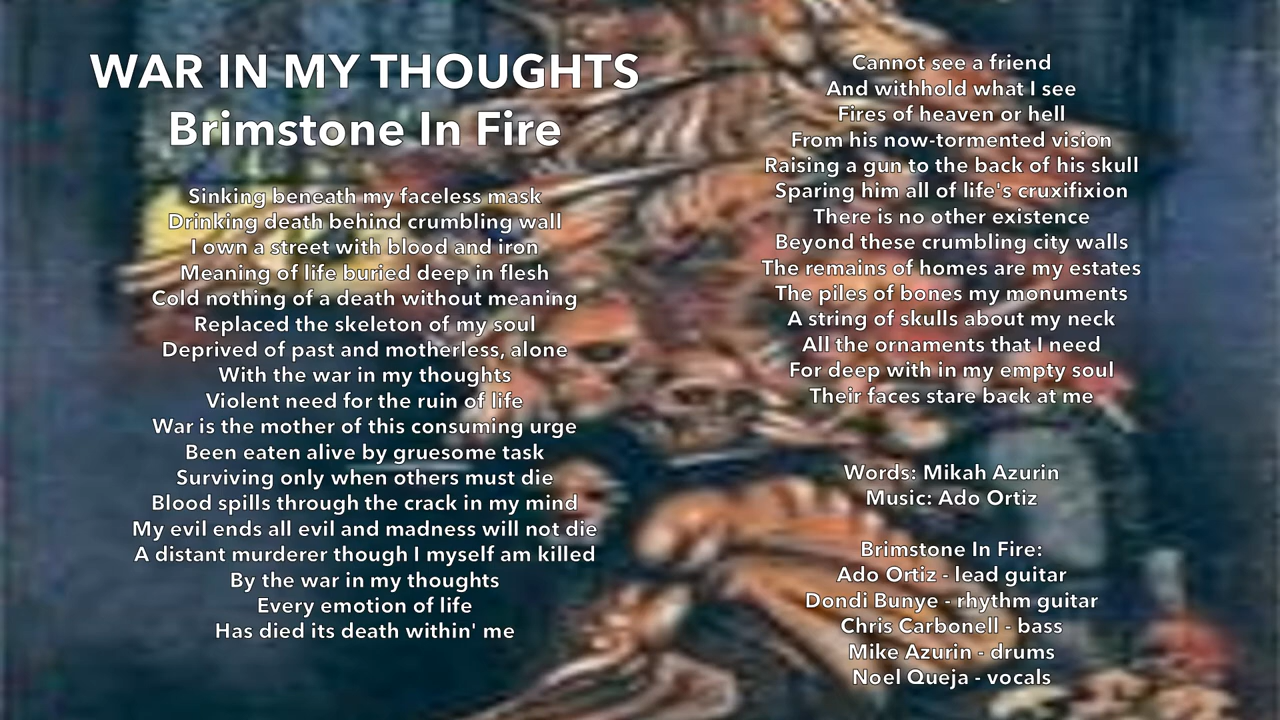 WAR IN MY THOUGHTS
Brimstone In Fire
Sinking beneath my faceless mask
Drinking death behind crumbling wall
I own a street with blood and iron
Meaning of life buried deep in flesh
Cold nothing of a death without meaning
Replaced the skeleton of my soul
Deprived of past and motherless, alone
With the war in my thoughts
Violent need for the ruin of life
War is the mother of this consuming urge
Been eaten alive by gruesome task
Surviving only when others must die
Blood spills through the crack in my mind
My evil ends all evil and madness will not die
A distant murderer though I myself am killed
By the war in my thoughts
Every emotion of life
Has died its death within' me
Cannot see a friend
And withhold what I see
Fires of heaven or hell
From his now-tormented vision
Raising a gun to the back of his skull
Sparing him all of life's cruxifixion
There is no other existence
Beyond these crumbling city walls
The remains of homes are my estates
The piles of bones my monuments
A string of skulls about my neck
All the ornaments that I need
For deep with in my empty soul
Their faces stare back at me
Words: Mikah Azurin
Music: Ado Ortiz
Brimstone In Fire:
Ado Ortiz - lead guitar
Dondi Bunye - rhythm guitar
Chris Carbonell - bass
Mike Azurin - drums
Noel Queja - vocals